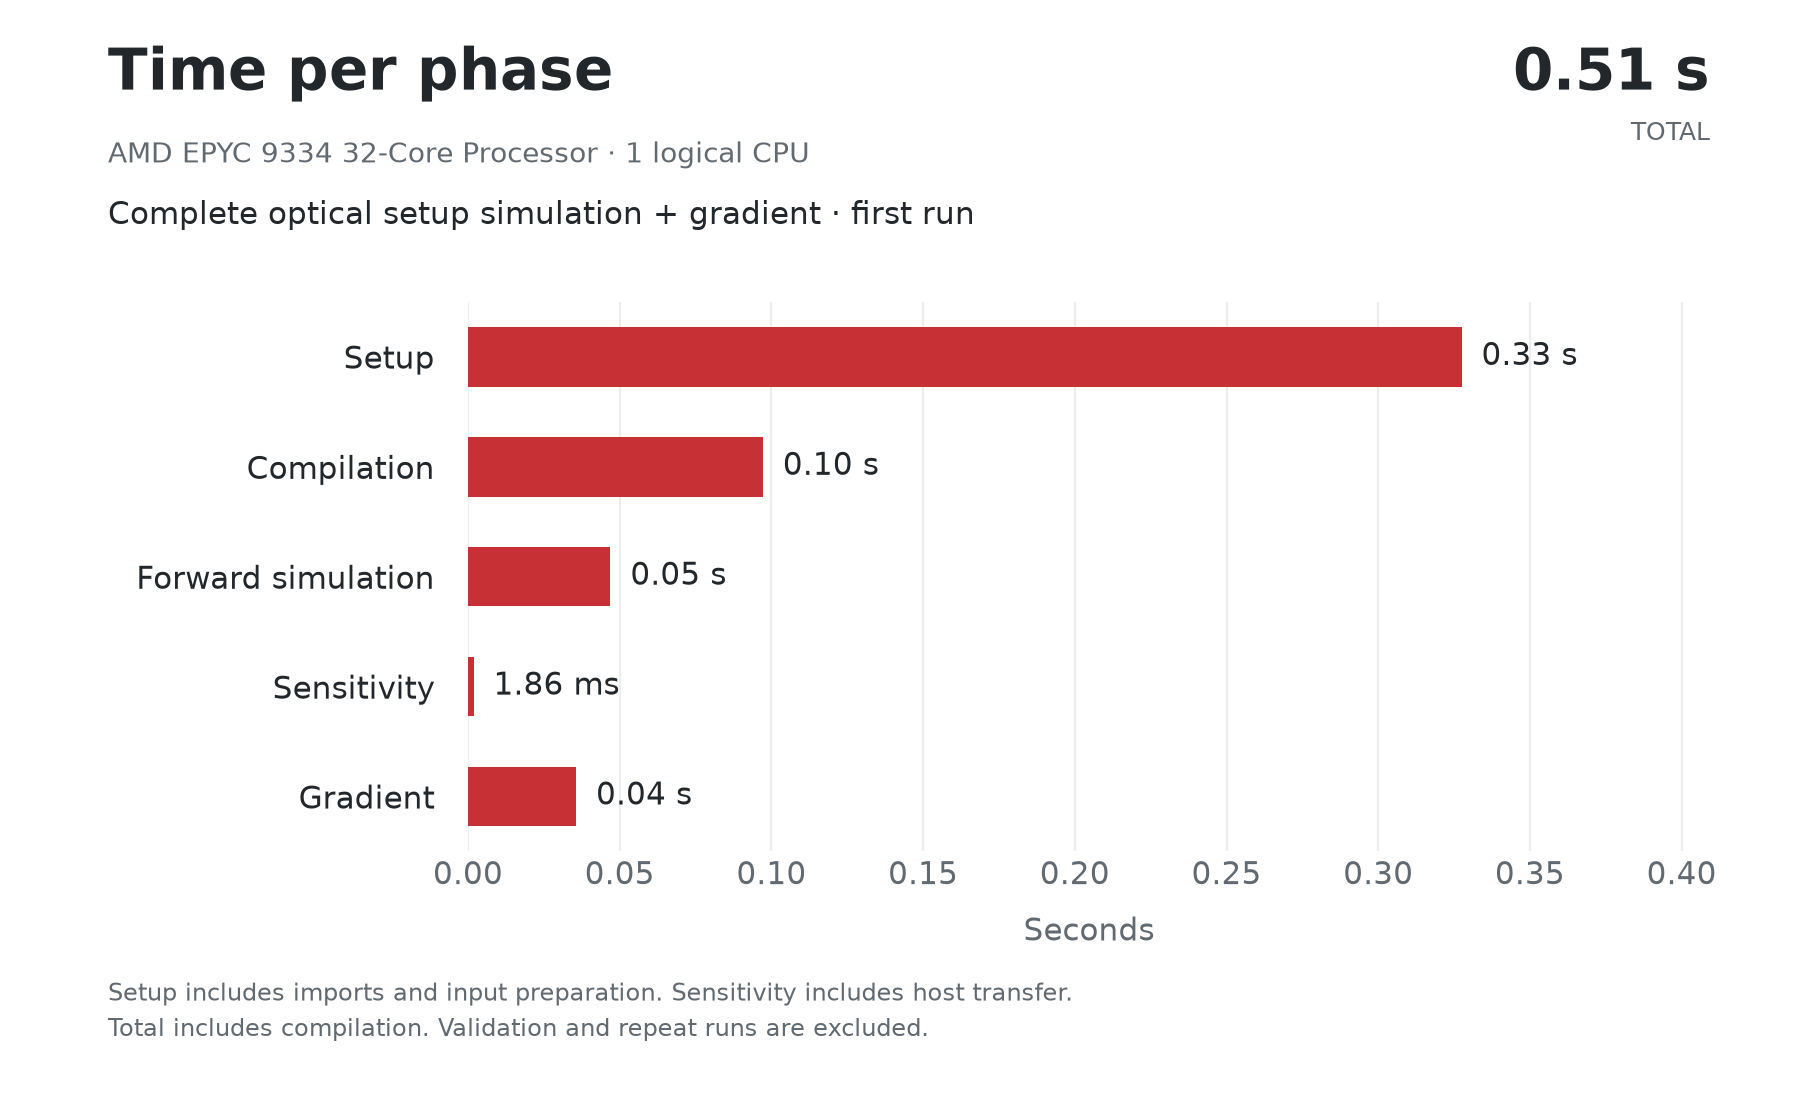 Time per phase
0.51 s
TOTAL
AMD EPYC 9334 32-Core Processor · 1 logical CPU
Complete optical setup simulation + gradient · first run
Setup
0.33 s
Compilation
0.10 s
Forward simulation
0.05 s
Sensitivity
1.86 ms
Gradient
0.04 s
0.00 0.05 0.10 0.15 0.20 0.25 0.30 0.35 0.40
Seconds
Setup includes imports and input preparation. Sensitivity includes host transfer.
Total includes compilation. Validation and repeat runs are excluded.